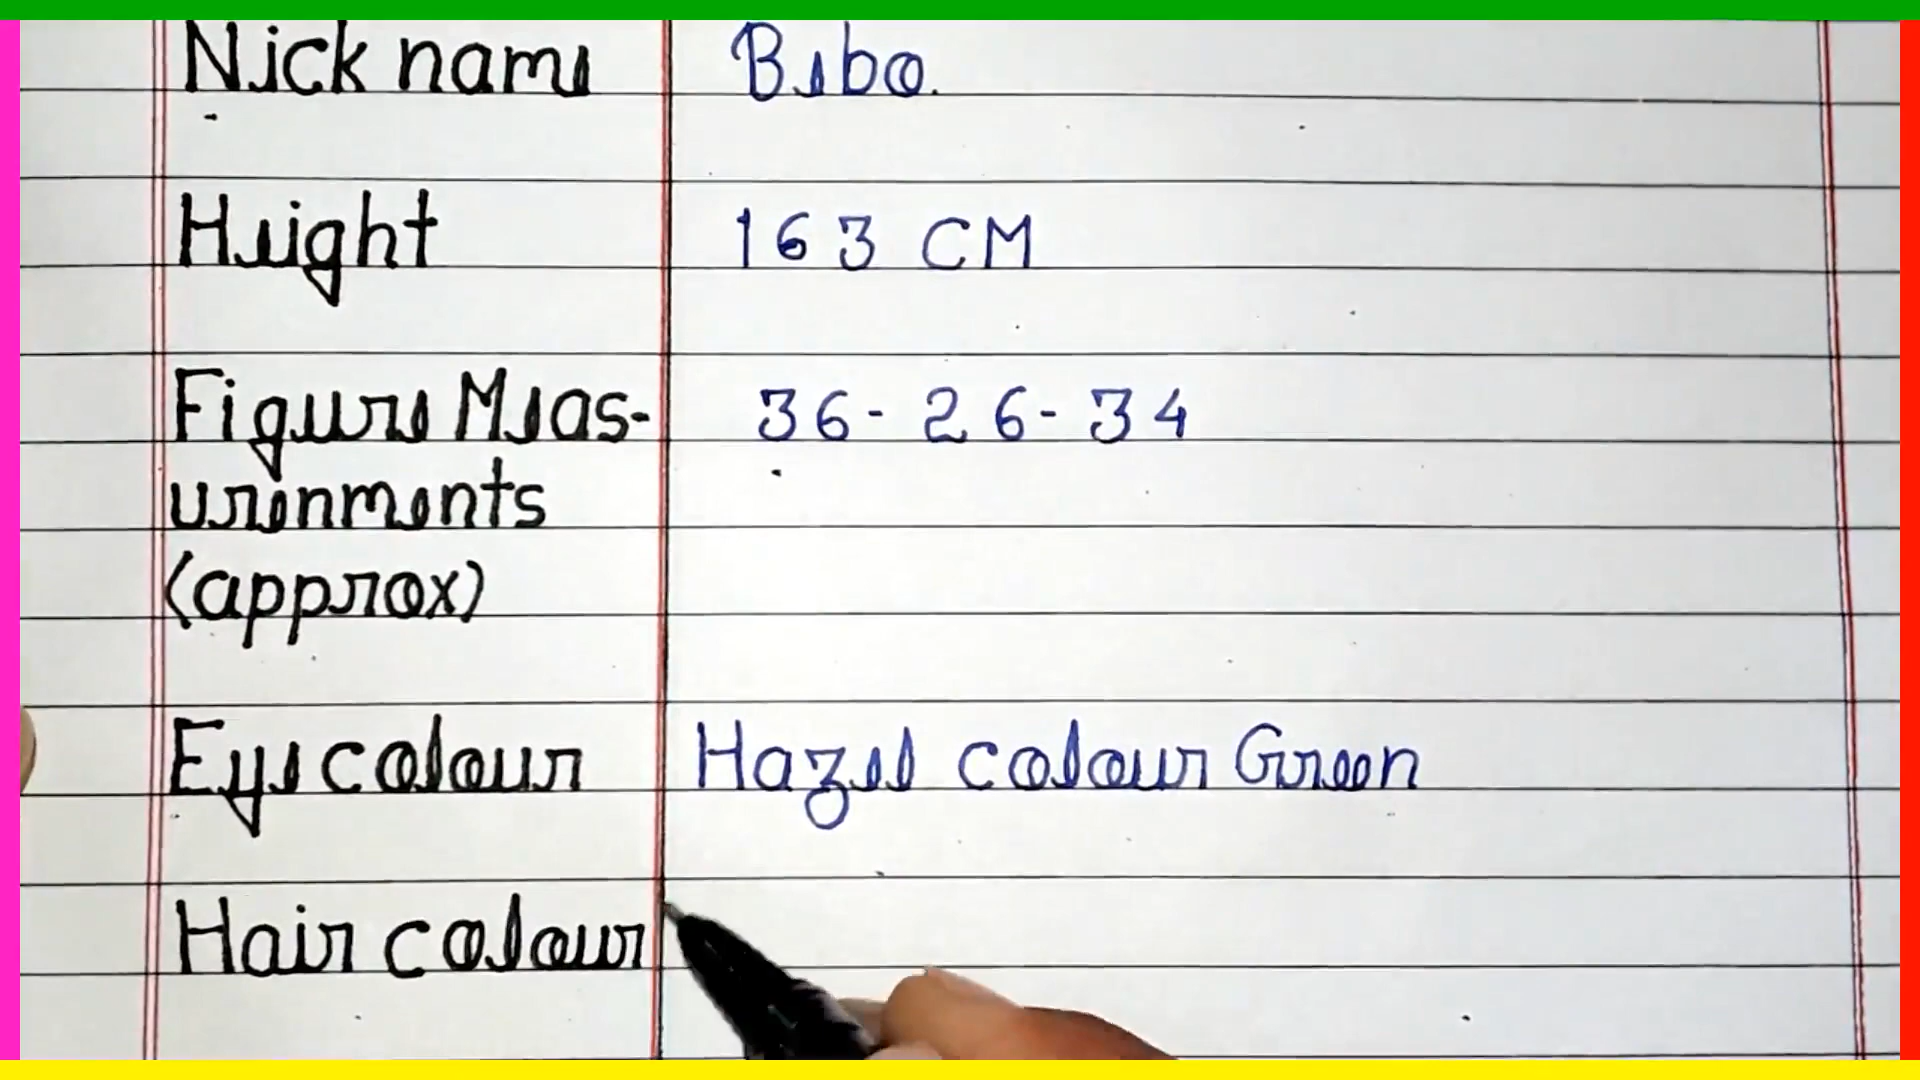 Nick name Bebo.
Height 163 CM
Figure Meas- 36-26-34
urenments
(approx)
Eye colour Hazel colour Green
Hair colour